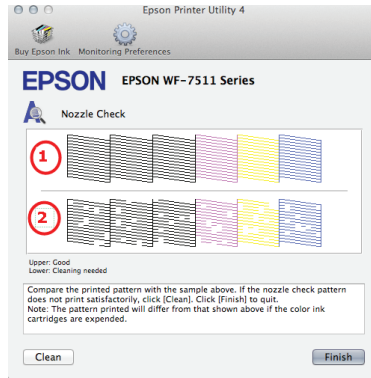 Epson Printer Utility 4
Buy Epson Ink Monitoring Preferences
EPSON EPSON WF-7511 Series
Nozzle Check
1
2
Upper: Good
Lower: Cleaning needed
Compare the printed pattern with the sample above. If the nozzle check pattern
does not print satisfactorily, click [Clean]. Click [Finish] to quit.
Note: The pattern printed will differ from that shown above if the color ink
cartridges are expended.
Clean Finish